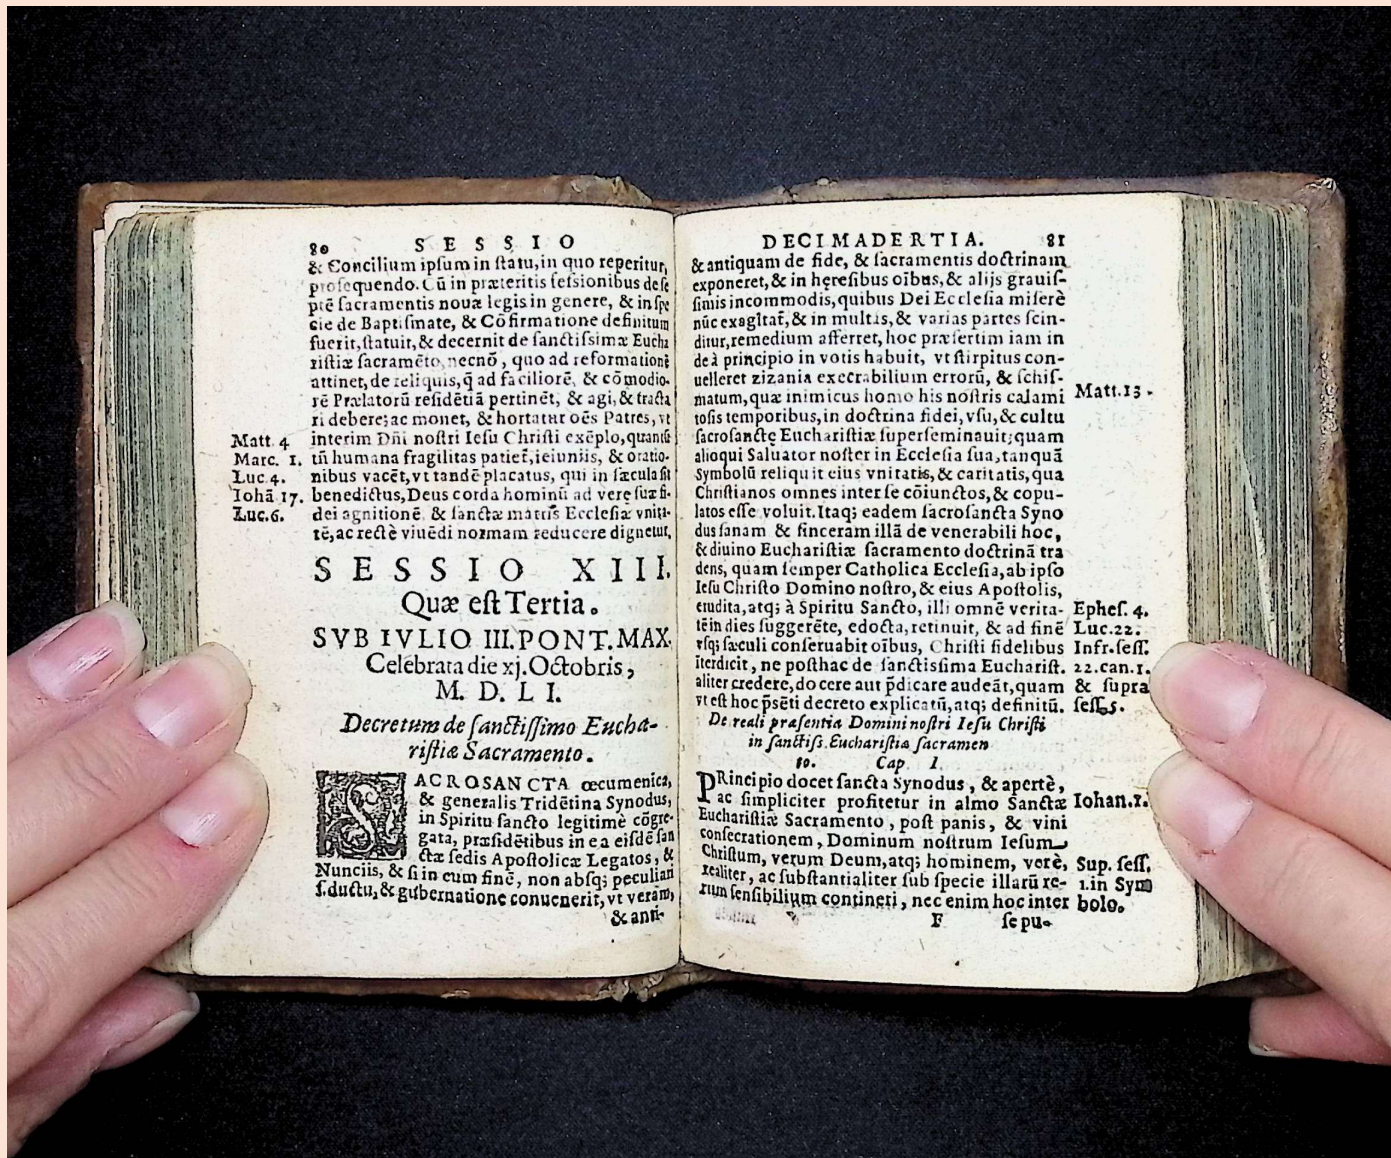 80 SESSIO
& Concilium ipſum in ſtatu, in quo reperitur,
proſequendo. Cũ in præteritis ſeſsionibus de ſe
ptē ſacramentis nouæ legis in genere, & in ſpe
cie de Baptiſmate, & Cõfirmatione definitum
fuerit, ſtatuit, & decernit de ſanctiſsimæ Eucha
riſtiæ ſacramẽto, necnõ, quo ad reformationẽ
attinet, de reliquis, q̃ ad faciliorẽ, & cõmodio-
rẽ Prælatorũ reſidẽtiã pertinẽt, & agi, & tracta
ri debere; ac monet, & hortatur oẽs Patres, vt
Matt. 4 interim Dñi noſtri Ieſu Chriſti exẽplo, quantũ
Marc. 1. tñ humana fragilitas patiet̃, ieiuniis, & oratio-
Luc. 4. nibus vacẽt, vt tandẽ placatus, qui in ſæcula ſit
Iohã 17. benedictus, Deus corda hominũ ad verę ſuæ fi-
Luc. 6. dei agnitionẽ, & ſanctæ matris Eccleſiæ vnita-
tẽ, ac rectè viuẽdi normam reducere dignetur,
SESSIO XIII.
Quæ eſt Tertia.
SVB IVLIO III. PONT. MAX.
Celebrata die xj. Octobris,
M. D. L I.
Decretum de ſanctiſſimo Eucha-
riſtiæ Sacramento.
SACROSANCTA œcumenica,
& generalis Tridẽtina Synodus,
in Spiritu ſancto legitimè cõgre-
gata, præſidẽtibus in ea eiſdẽ ſan
ctæ ſedis Apoſtolicæ Legatos, &
Nunciis, & ſi in eum finẽ, non abſq; peculiari
ſ. ductu, & gubernatione conuenerit, vt veram,
& anti-
DECIMADERTIA. 81
& antiquam de fide, & ſacramentis doctrinam
exponeret, & in hęreſibus oĩbus, & alijs grauiſ-
ſimis incommodis, quibus Dei Eccleſia miſerè
nũc exagitat̃, & in multas, & varias partes ſcin-
ditur, remedium afferret, hoc præſertim iam in
de à principio in votis habuit, vt ſtirpitus con-
uelleret zizania execrabilium errorũ, & ſchiſ-
matum, quæ inimicus homo his noſtris calami Matt. 13.
toſis temporibus, in doctrina fidei, vſu, & cultu
ſacroſanctę Euchariſtiæ ſuperſeminauit; quam
alioqui Saluator noſter in Eccleſia ſua, tanquã
Symbolũ reliquit eius vnitatis, & caritatis, qua
Chriſtianos omnes inter ſe cõiunctos, & copu-
latos eſſe voluit. Itaq; eadem ſacroſancta Syno
dus ſanam & ſinceram illã de venerabili hoc,
& diuino Euchariſtiæ ſacramento doctrinã tra
dens, quam ſemper Catholica Eccleſia, ab ipſo
Ieſu Chriſto Domino noſtro, & eius Apoſtolis,
erudita, atq; à Spiritu Sancto, illi omnẽ verita- Epheſ. 4.
tẽ in dies ſuggerẽte, edocta, retinuit, & ad finẽ Luc. 22.
vſq; ſæculi conſeruabit oĩbus, Chriſti fidelibus Infr. ſeſſ.
ĩterdicit, ne poſthac de ſanctiſsima Euchariſt. 22. can. 1.
aliter credere, docere aut p̃dicare audeãt, quam & ſupra
vt eſt hoc p̃sẽti decreto explicatũ, atq; definitũ. ſeſſ. 5.
De reali præſentia Domini noſtri Ieſu Chriſti
in ſanctiſs. Euchariſtiæ ſacramen
to. Cap I.
PRincipio docet ſancta Synodus, & apertè,
ac ſimpliciter profitetur in almo Sanctæ Iohan. 1.
Euchariſtiæ Sacramento, poſt panis, & vini
conſecrationem, Dominum noſtrum Ieſum
Chriſtum, verum Deum, atq; hominem, verè, Sup. ſeſſ.
realiter, ac ſubſtantialiter ſub ſpecie illarũ re- 1. in Sym
rum ſenſibilium contineri, nec enim hoc inter bolo.
F ſe pu-